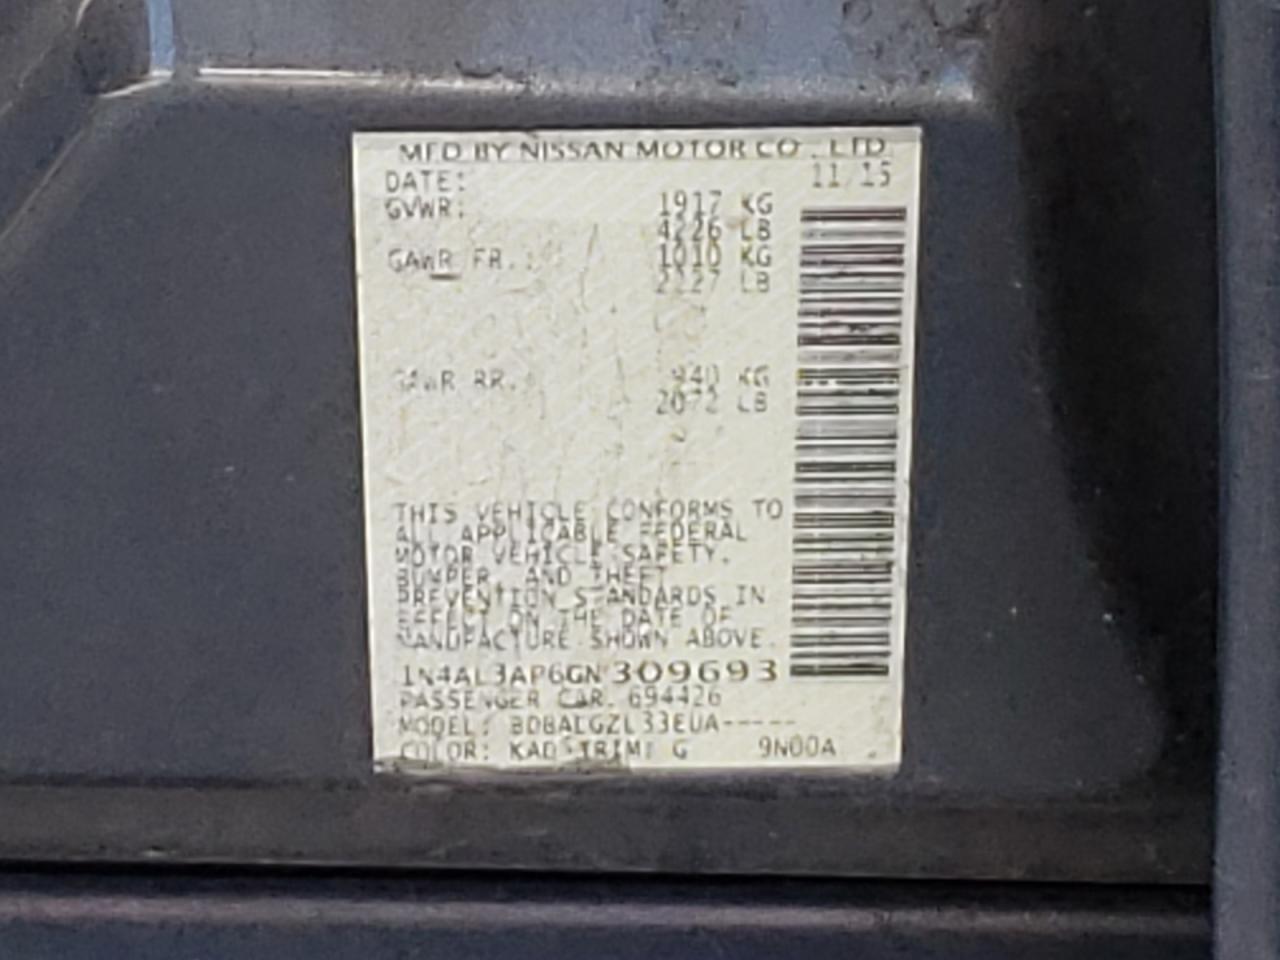 MFD BY NISSAN MOTOR CO., LTD
DATE: 11/15
GVWR: 1917 KG
4226 LB
GAWR FR.: 1010 KG
2227 LB
GAWR RR. 940 KG
2072 LB
THIS VEHICLE CONFORMS TO
ALL APPLICABLE FEDERAL
MOTOR VEHICLE SAFETY,
BUMPER, AND THEFT
PREVENTION STANDARDS IN
EFFECT ON THE DATE OF
MANUFACTURE SHOWN ABOVE.
1N4AL3AP6GN309693
PASSENGER CAR. 694426
MODEL: BDBALGZL33EUA-----
COLOR: KAD TRIM: G 9N00A